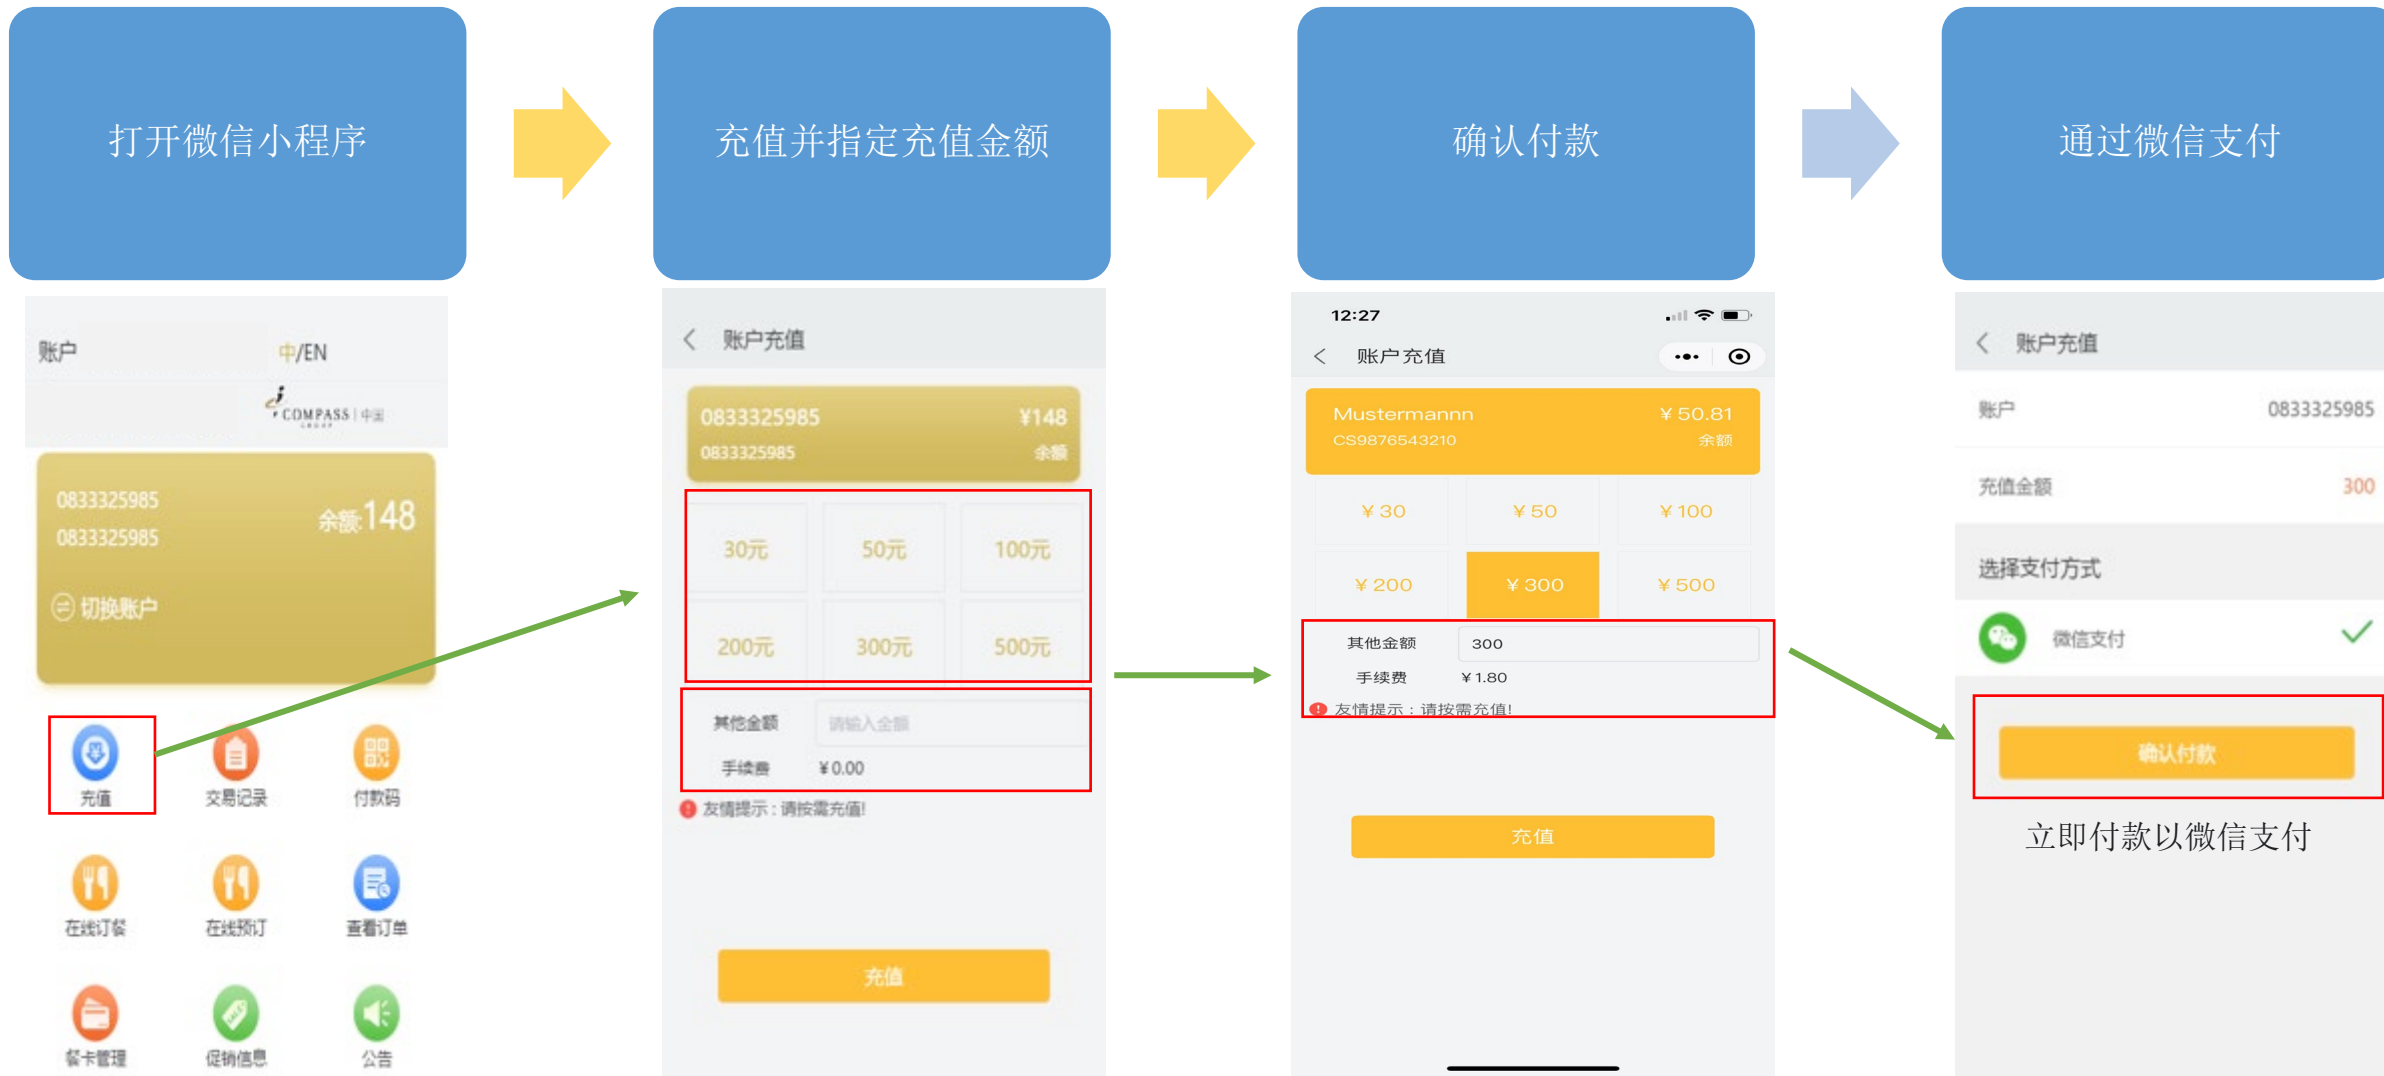 打开微信小程序
充值并指定充值金额
确认付款
通过微信支付
账户
中/EN
COMPASS 中国
GROUP
0833325985
0833325985
余额:148
切换账户
充值
交易记录
付款码
在线订餐
在线预订
查看订单
餐卡管理
促销信息
公告
账户充值
0833325985
¥148
0833325985
余额
30元
50元
100元
200元
300元
500元
其他金额
请输入金额
手续费
¥0.00
友情提示：请按需充值!
充值
12:27
账户充值
Mustermannn
¥50.81
CS9876543210
余额
¥30
¥50
¥100
¥200
¥300
¥500
其他金额
300
手续费
¥1.80
友情提示：请按需充值!
充值
账户充值
账户
0833325985
充值金额
300
选择支付方式
微信支付
确认付款
立即付款以微信支付